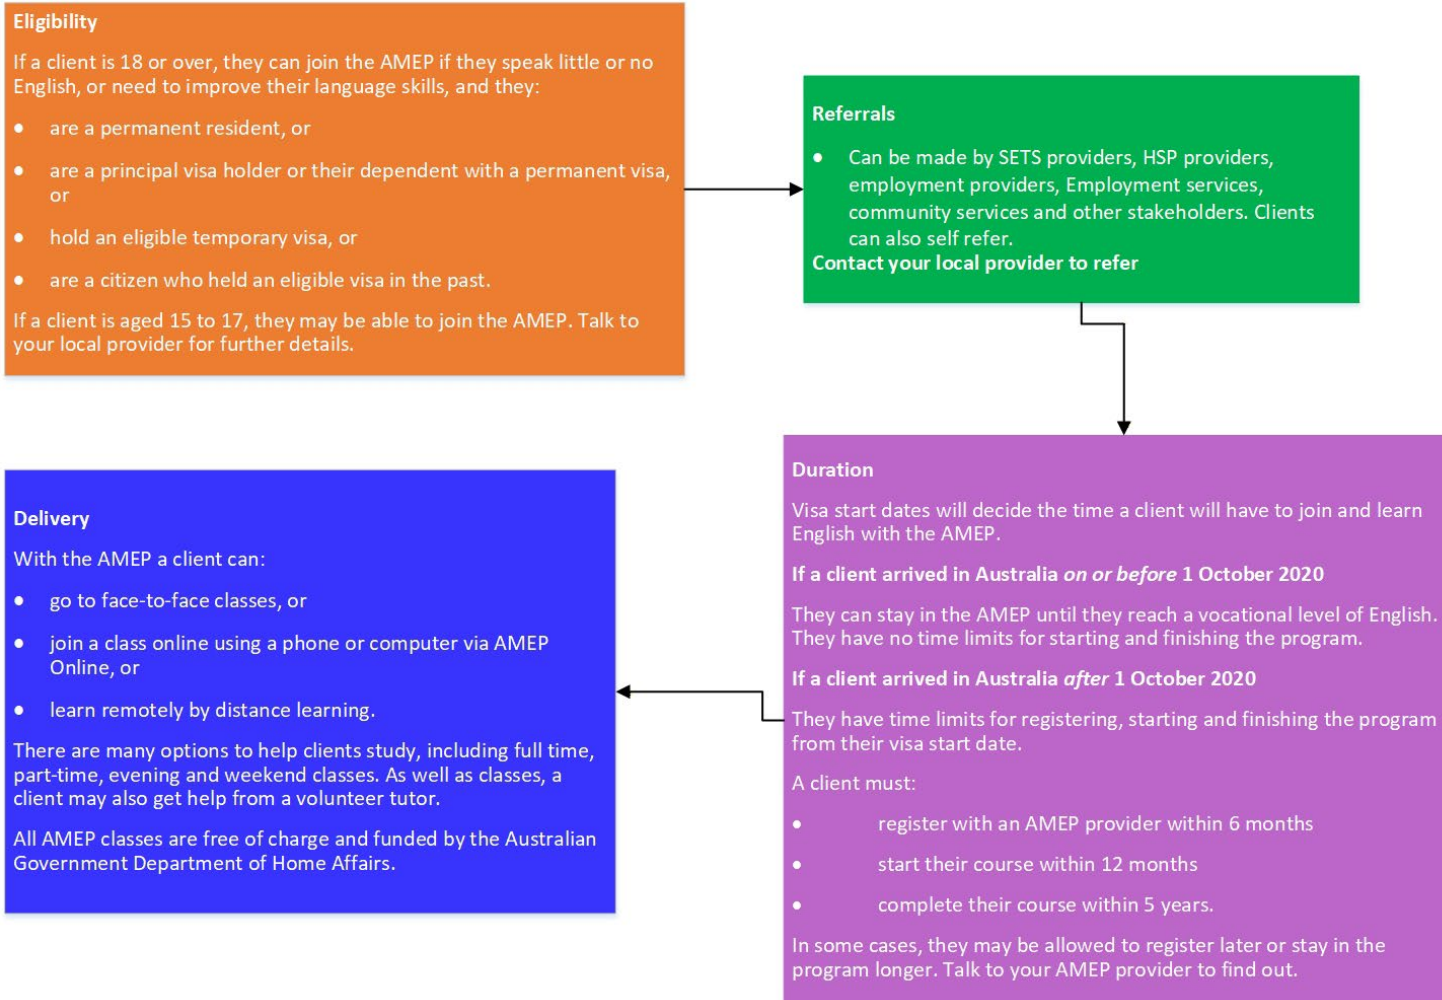 Eligibility
If a client is 18 or over, they can join the AMEP if they speak little or no
English, or need to improve their language skills, and they:
• are a permanent resident, or
• are a principal visa holder or their dependent with a permanent visa,
or
• hold an eligible temporary visa, or
• are a citizen who held an eligible visa in the past.
If a client is aged 15 to 17, they may be able to join the AMEP. Talk to
your local provider for further details.
Referrals
• Can be made by SETS providers, HSP providers,
employment providers, Employment services,
community services and other stakeholders. Clients
can also self refer.
Contact your local provider to refer
Duration
Visa start dates will decide the time a client will have to join and learn
English with the AMEP.
If a client arrived in Australia on or before 1 October 2020
They can stay in the AMEP until they reach a vocational level of English.
They have no time limits for starting and finishing the program.
If a client arrived in Australia after 1 October 2020
They have time limits for registering, starting and finishing the program
from their visa start date.
A client must:
• register with an AMEP provider within 6 months
• start their course within 12 months
• complete their course within 5 years.
In some cases, they may be allowed to register later or stay in the
program longer. Talk to your AMEP provider to find out.
Delivery
With the AMEP a client can:
• go to face-to-face classes, or
• join a class online using a phone or computer via AMEP
Online, or
• learn remotely by distance learning.
There are many options to help clients study, including full time,
part-time, evening and weekend classes. As well as classes, a
client may also get help from a volunteer tutor.
All AMEP classes are free of charge and funded by the Australian
Government Department of Home Affairs.